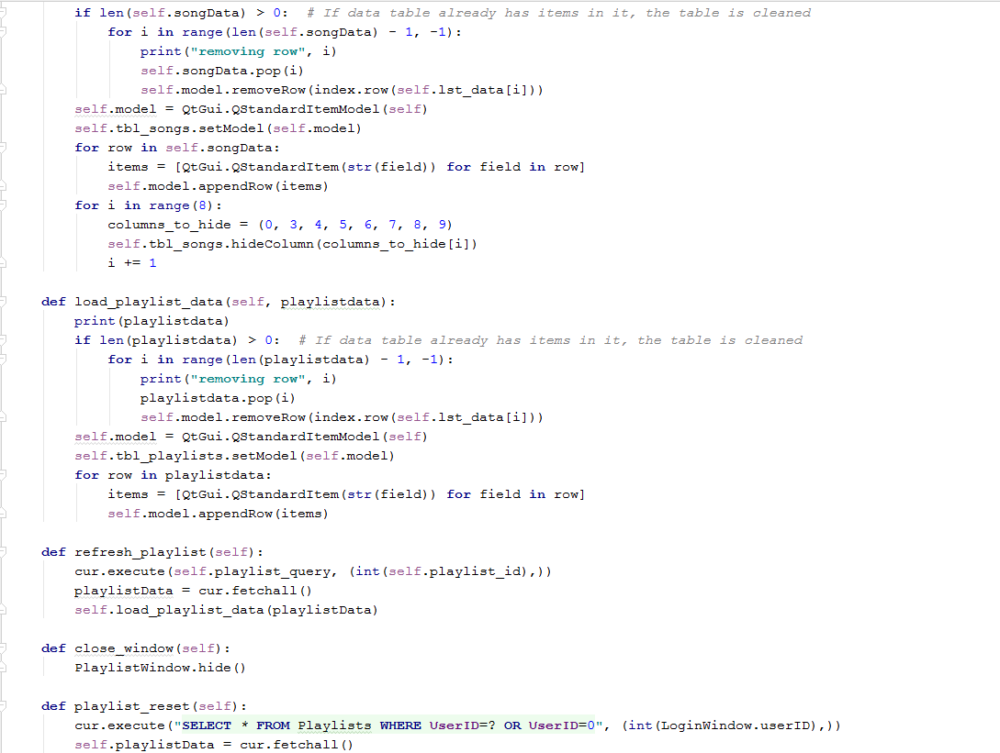 if len(self.songData) > 0:  # If data table already has items in it, the table is cleaned
for i in range(len(self.songData) - 1, -1):
print("removing row", i)
self.songData.pop(i)
self.model.removeRow(index.row(self.lst_data[i]))
self.model = QtGui.QStandardItemModel(self)
self.tbl_songs.setModel(self.model)
for row in self.songData:
items = [QtGui.QStandardItem(str(field)) for field in row]
self.model.appendRow(items)
for i in range(8):
columns_to_hide = (0, 3, 4, 5, 6, 7, 8, 9)
self.tbl_songs.hideColumn(columns_to_hide[i])
i += 1
def load_playlist_data(self, playlistdata):
print(playlistdata)
if len(playlistdata) > 0:  # If data table already has items in it, the table is cleaned
for i in range(len(playlistdata) - 1, -1):
print("removing row", i)
playlistdata.pop(i)
self.model.removeRow(index.row(self.lst_data[i]))
self.model = QtGui.QStandardItemModel(self)
self.tbl_playlists.setModel(self.model)
for row in playlistdata:
items = [QtGui.QStandardItem(str(field)) for field in row]
self.model.appendRow(items)
def refresh_playlist(self):
cur.execute(self.playlist_query, (int(self.playlist_id),))
playlistData = cur.fetchall()
self.load_playlist_data(playlistData)
def close_window(self):
PlaylistWindow.hide()
def playlist_reset(self):
cur.execute("SELECT * FROM Playlists WHERE UserID=? OR UserID=0", (int(LoginWindow.userID),))
self.playlistData = cur.fetchall()